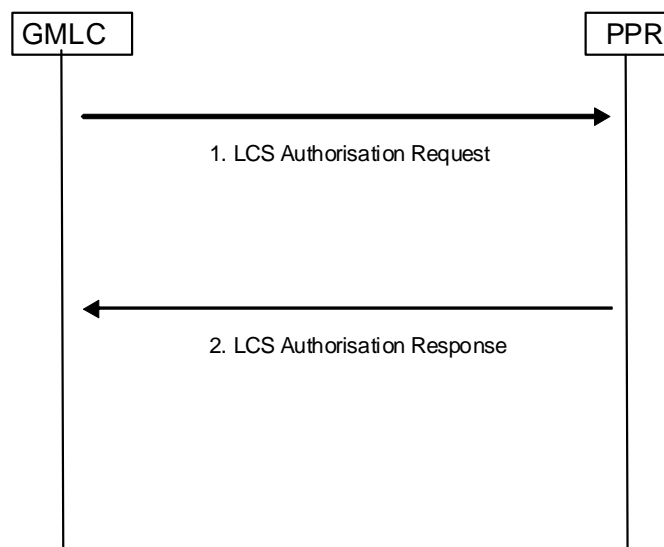 GMLC
PPR
1. LCS Authorisation Request
2. LCS Authorisation Response